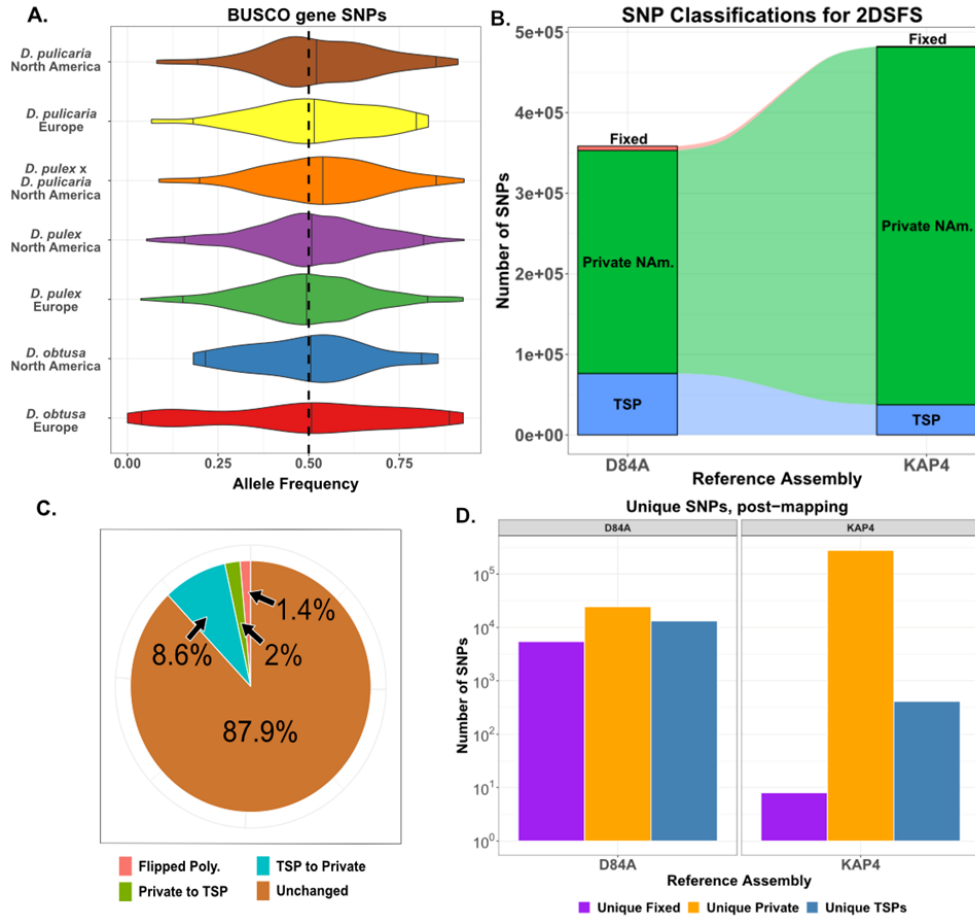 A.
BUSCO gene SNPs
D. pulicaria
North America
D. pulicaria
Europe
D. pulex x
D. pulicaria
North America
D. pulex
North America
D. pulex
Europe
D. obtusa
North America
D. obtusa
Europe
0.00 0.25 0.50 0.75
Allele Frequency
B.
SNP Classifications for 2DSFS
Number of SNPs
5e+05
4e+05
3e+05
2e+05
1e+05
0e+00
Fixed
Private NAm.
TSP
Fixed
Private NAm.
TSP
D84A KAP4
Reference Assembly
C.
1.4%
8.6%
2%
87.9%
Flipped Poly.
TSP to Private
Private to TSP
Unchanged
D.
Unique SNPs, post−mapping
D84A KAP4
Number of SNPs
10^5
10^4
10^3
10^2
10^1
10^0
D84A KAP4
Reference Assembly
Unique Fixed Unique Private Unique TSPs